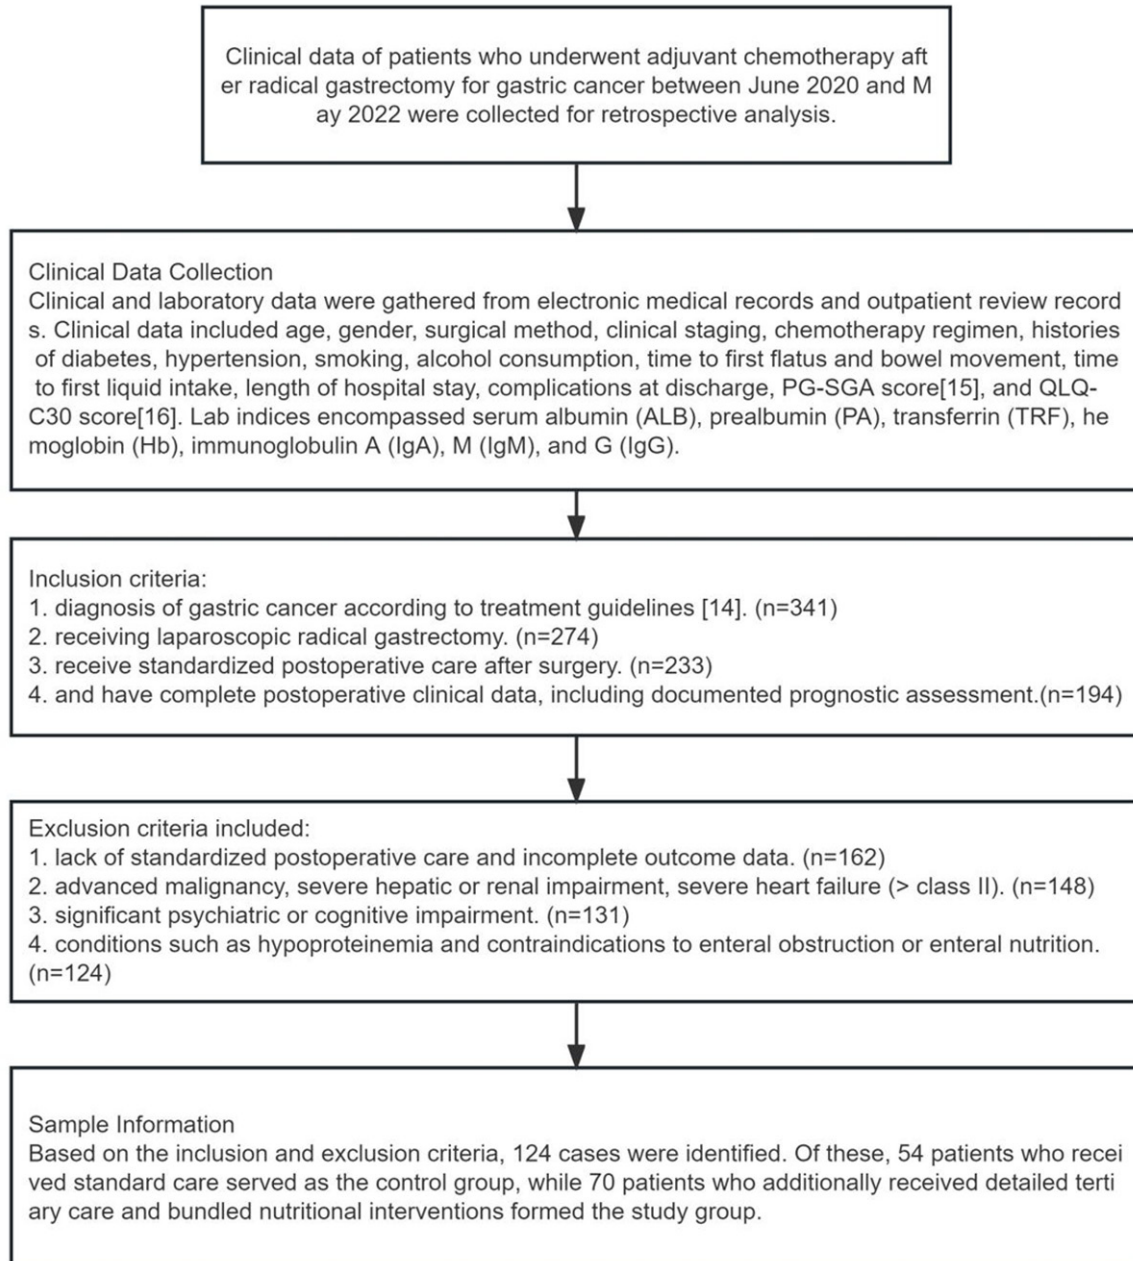 Clinical data of patients who underwent adjuvant chemotherapy aft
er radical gastrectomy for gastric cancer between June 2020 and M
ay 2022 were collected for retrospective analysis.
Clinical Data Collection
Clinical and laboratory data were gathered from electronic medical records and outpatient review record
s. Clinical data included age, gender, surgical method, clinical staging, chemotherapy regimen, histories
of diabetes, hypertension, smoking, alcohol consumption, time to first flatus and bowel movement, time
to first liquid intake, length of hospital stay, complications at discharge, PG-SGA score[15], and QLQ-
C30 score[16]. Lab indices encompassed serum albumin (ALB), prealbumin (PA), transferrin (TRF), he
moglobin (Hb), immunoglobulin A (IgA), M (IgM), and G (IgG).
Inclusion criteria:
1. diagnosis of gastric cancer according to treatment guidelines [14]. (n=341)
2. receiving laparoscopic radical gastrectomy. (n=274)
3. receive standardized postoperative care after surgery. (n=233)
4. and have complete postoperative clinical data, including documented prognostic assessment.(n=194)
Exclusion criteria included:
1. lack of standardized postoperative care and incomplete outcome data. (n=162)
2. advanced malignancy, severe hepatic or renal impairment, severe heart failure (> class II). (n=148)
3. significant psychiatric or cognitive impairment. (n=131)
4. conditions such as hypoproteinemia and contraindications to enteral obstruction or enteral nutrition.
(n=124)
Sample Information
Based on the inclusion and exclusion criteria, 124 cases were identified. Of these, 54 patients who recei
ved standard care served as the control group, while 70 patients who additionally received detailed terti
ary care and bundled nutritional interventions formed the study group.